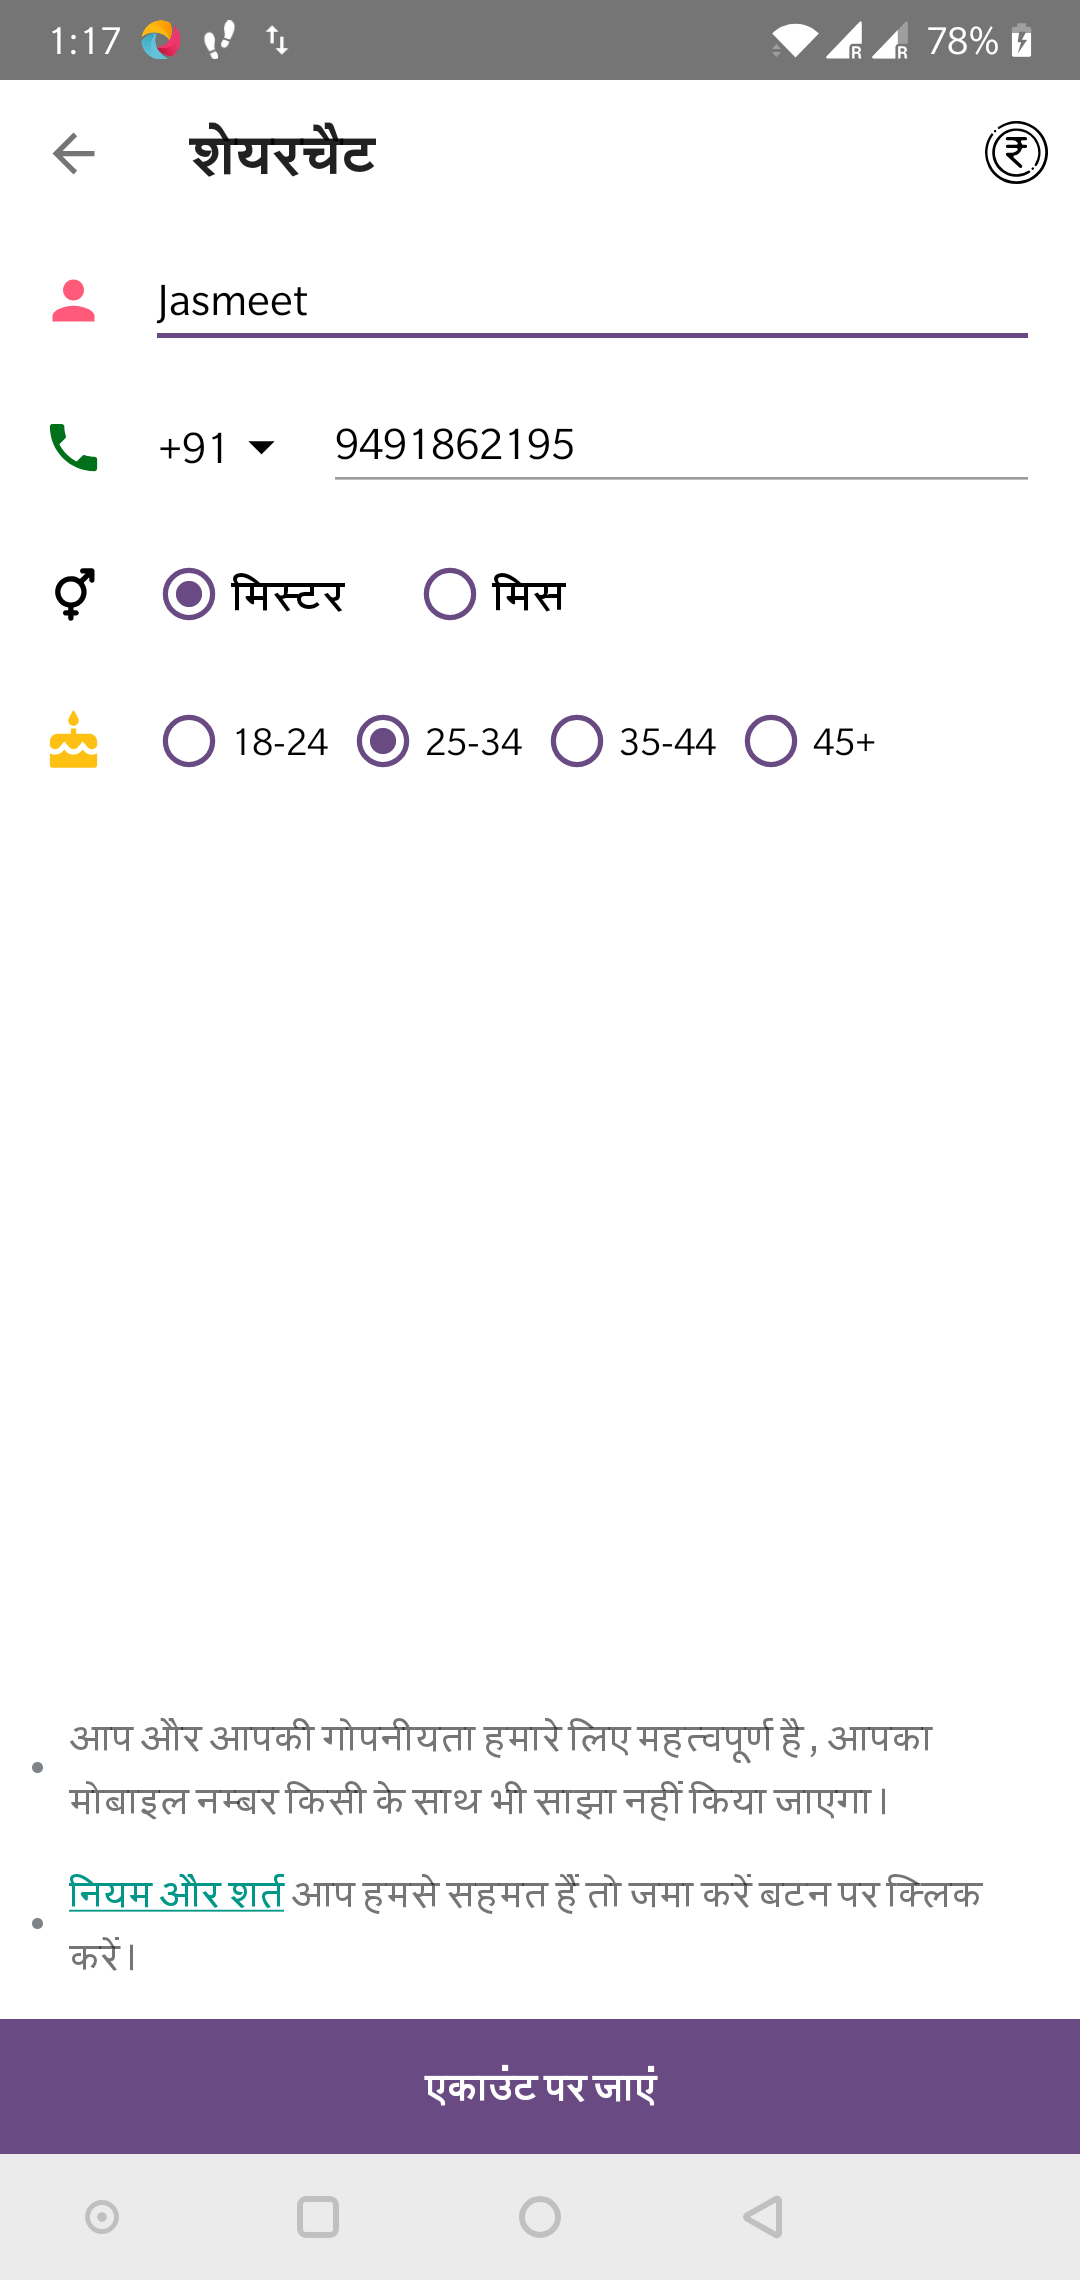 1:17
78%
शेयरचैट
Jasmeet
+91 9491862195
मिस्टर मिस
18-24 25-34 35-44 45+
आप और आपकी गोपनीयता हमारे लिए महत्वपूर्ण है , आपका
मोबाइल नम्बर किसी के साथ भी साझा नहीं किया जाएगा।
नियम और शर्त आप हमसे सहमत हैं तो जमा करें बटन पर क्लिक
करें।
एकाउंट पर जाएं